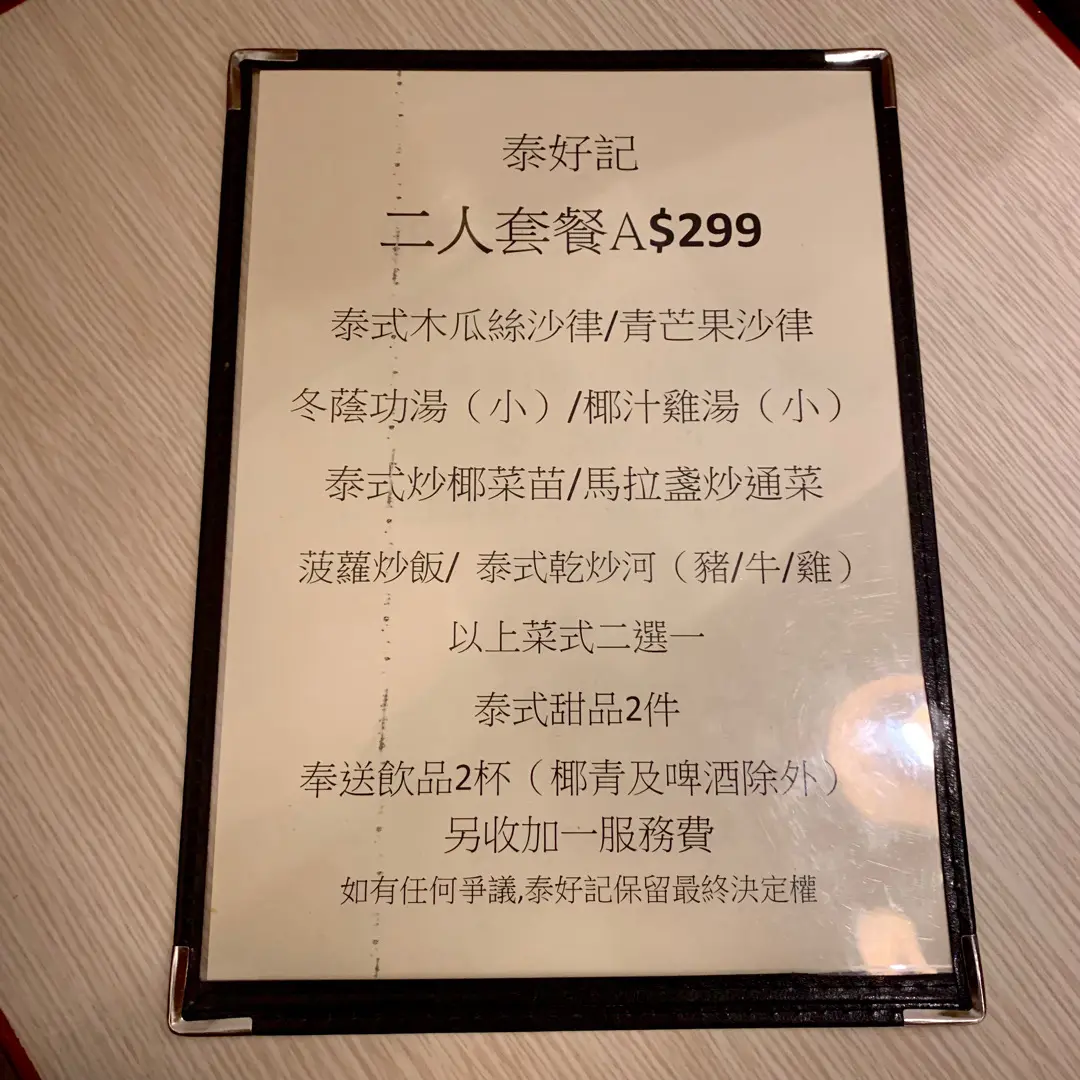 泰好記
二人套餐A$299
泰式木瓜絲沙律/青芒果沙律
冬蔭功湯（小）/椰汁雞湯（小）
泰式炒椰菜苗/馬拉盞炒通菜
菠蘿炒飯/ 泰式乾炒河（豬/牛/雞）
以上菜式二選一
泰式甜品2件
奉送飲品2杯（椰青及啤酒除外）
另收加一服務費
如有任何爭議,泰好記保留最終決定權